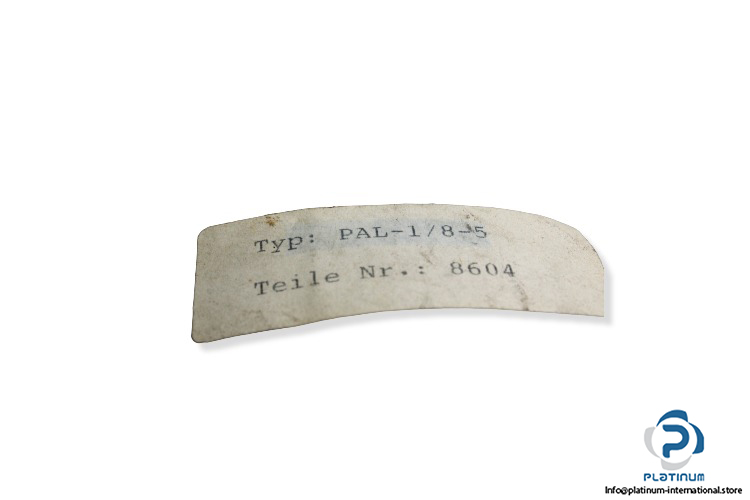 Typ: PAL-1/8-5
Teile Nr.: 8604
PLATINUM
Info@platinum-international.store